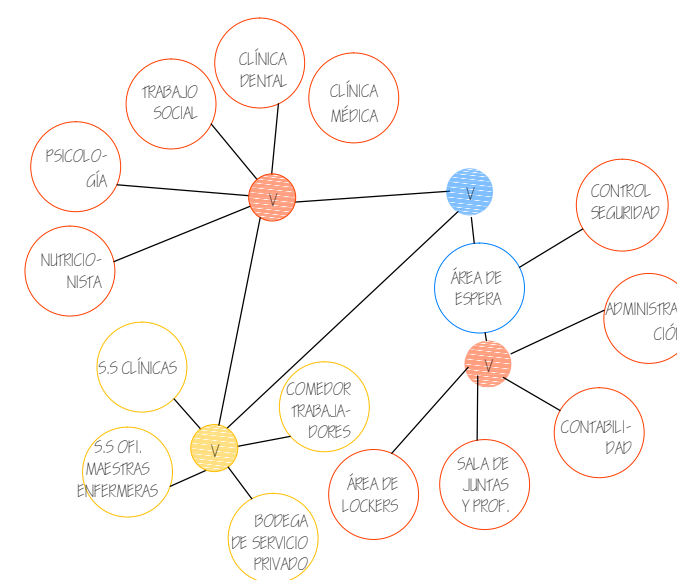 CLÍNICA
DENTAL
TRABAJO
SOCIAL
CLÍNICA
MÉDICA
PSICOLO-
GÍA
V
V
CONTROL
SEGURIDAD
NUTRICIO-
NISTA
ÁREA DE
ESPERA
ADMINISTRA
CIÓ
V
S.S CLÍNICAS
COMEDOR
TRABAJA-
DORES
CONTABILI-
DAD
V
S.S OFI.
MAESTRAS
ENFERMERAS
ÁREA DE
LOCKERS
SALA DE
JUNTAS
Y PROF.
BODEGA
DE SERVICIO
PRIVADO